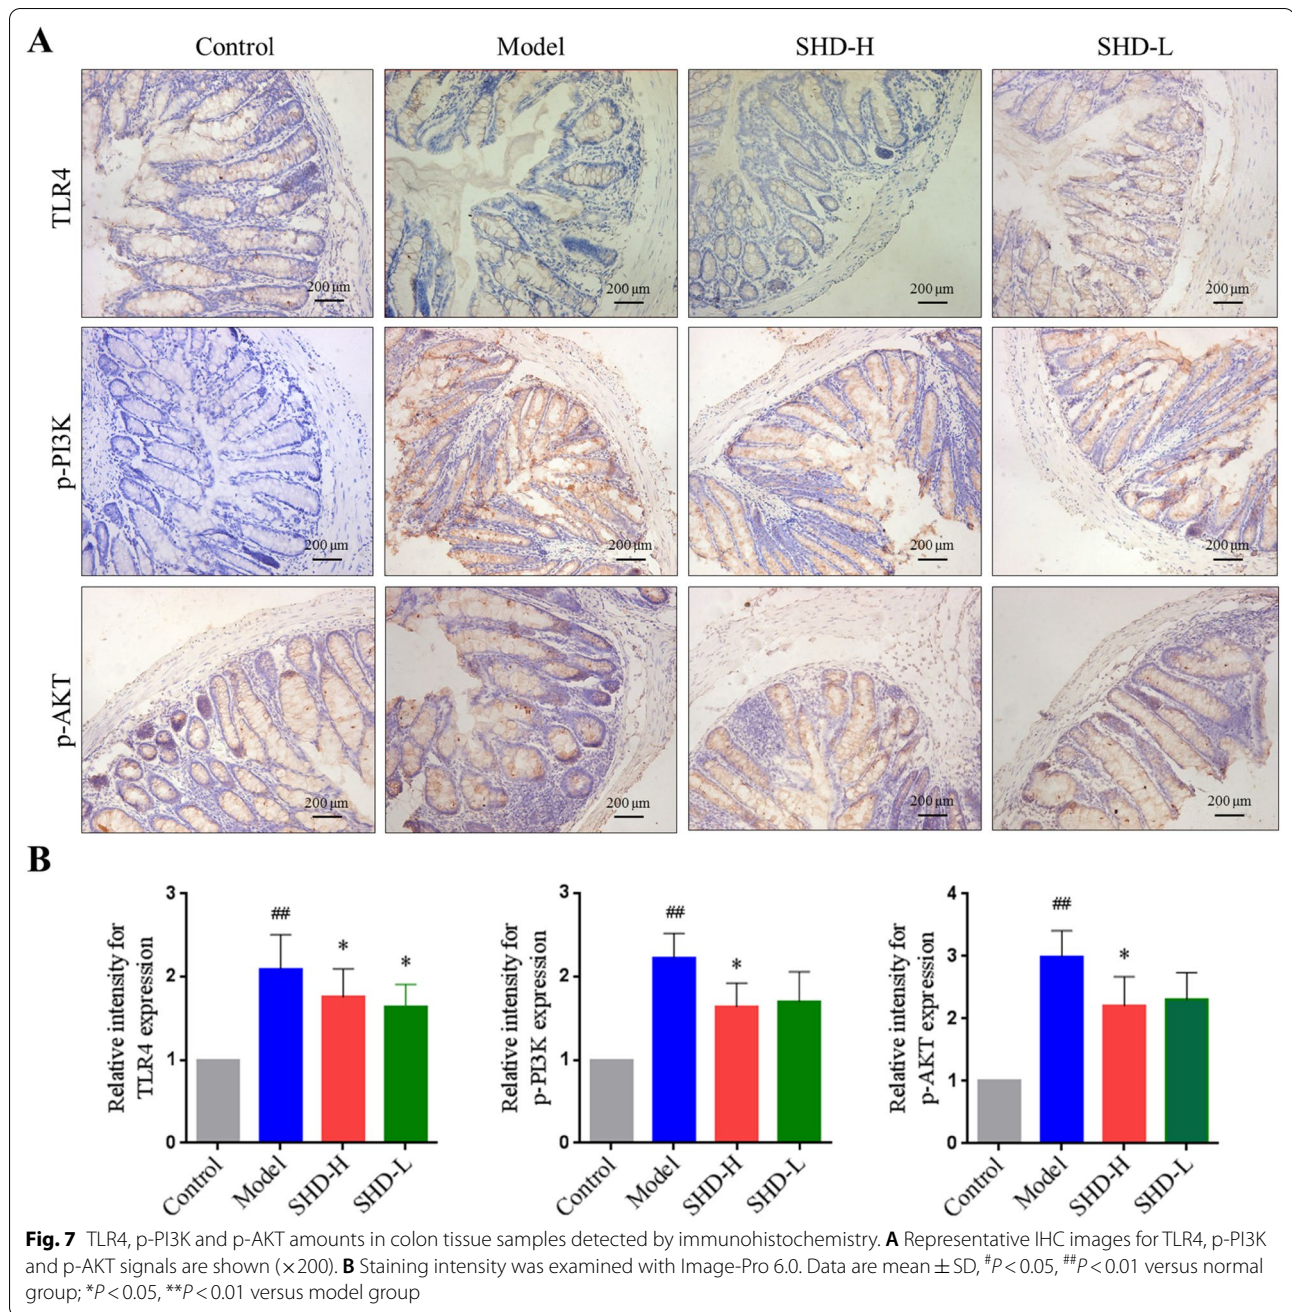 A
Control Model SHD-H SHD-L
TLR4
200 μm 200 μm 200 μm 200 μm
p-PI3K
200 μm 200 μm 200 μm 200 μm
p-AKT
200 μm 200 μm 200 μm 200 μm
B
Relative intensity for
TLR4 expression
3
2
1
0
##
*
*
Control Model SHD-H SHD-L
Relative intensity for
p-PI3K expression
3
2
1
0
##
*
Control Model SHD-H SHD-L
Relative intensity for
p-AKT expression
4
3
2
1
0
##
*
Control Model SHD-H SHD-L
Fig. 7 TLR4, p-PI3K and p-AKT amounts in colon tissue samples detected by immunohistochemistry. A Representative IHC images for TLR4, p-PI3K
and p-AKT signals are shown (×200). B Staining intensity was examined with Image-Pro 6.0. Data are mean ± SD, #P < 0.05, ##P < 0.01 versus normal
group; *P < 0.05, **P < 0.01 versus model group